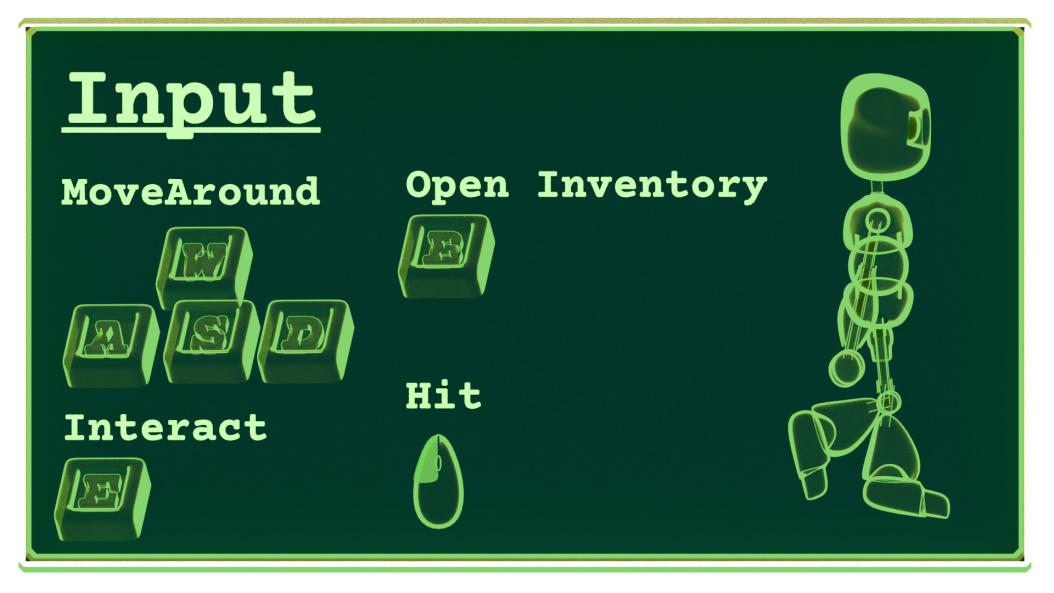 Input
MoveAround
W
A S D
Interact
E
Open Inventory
B
Hit